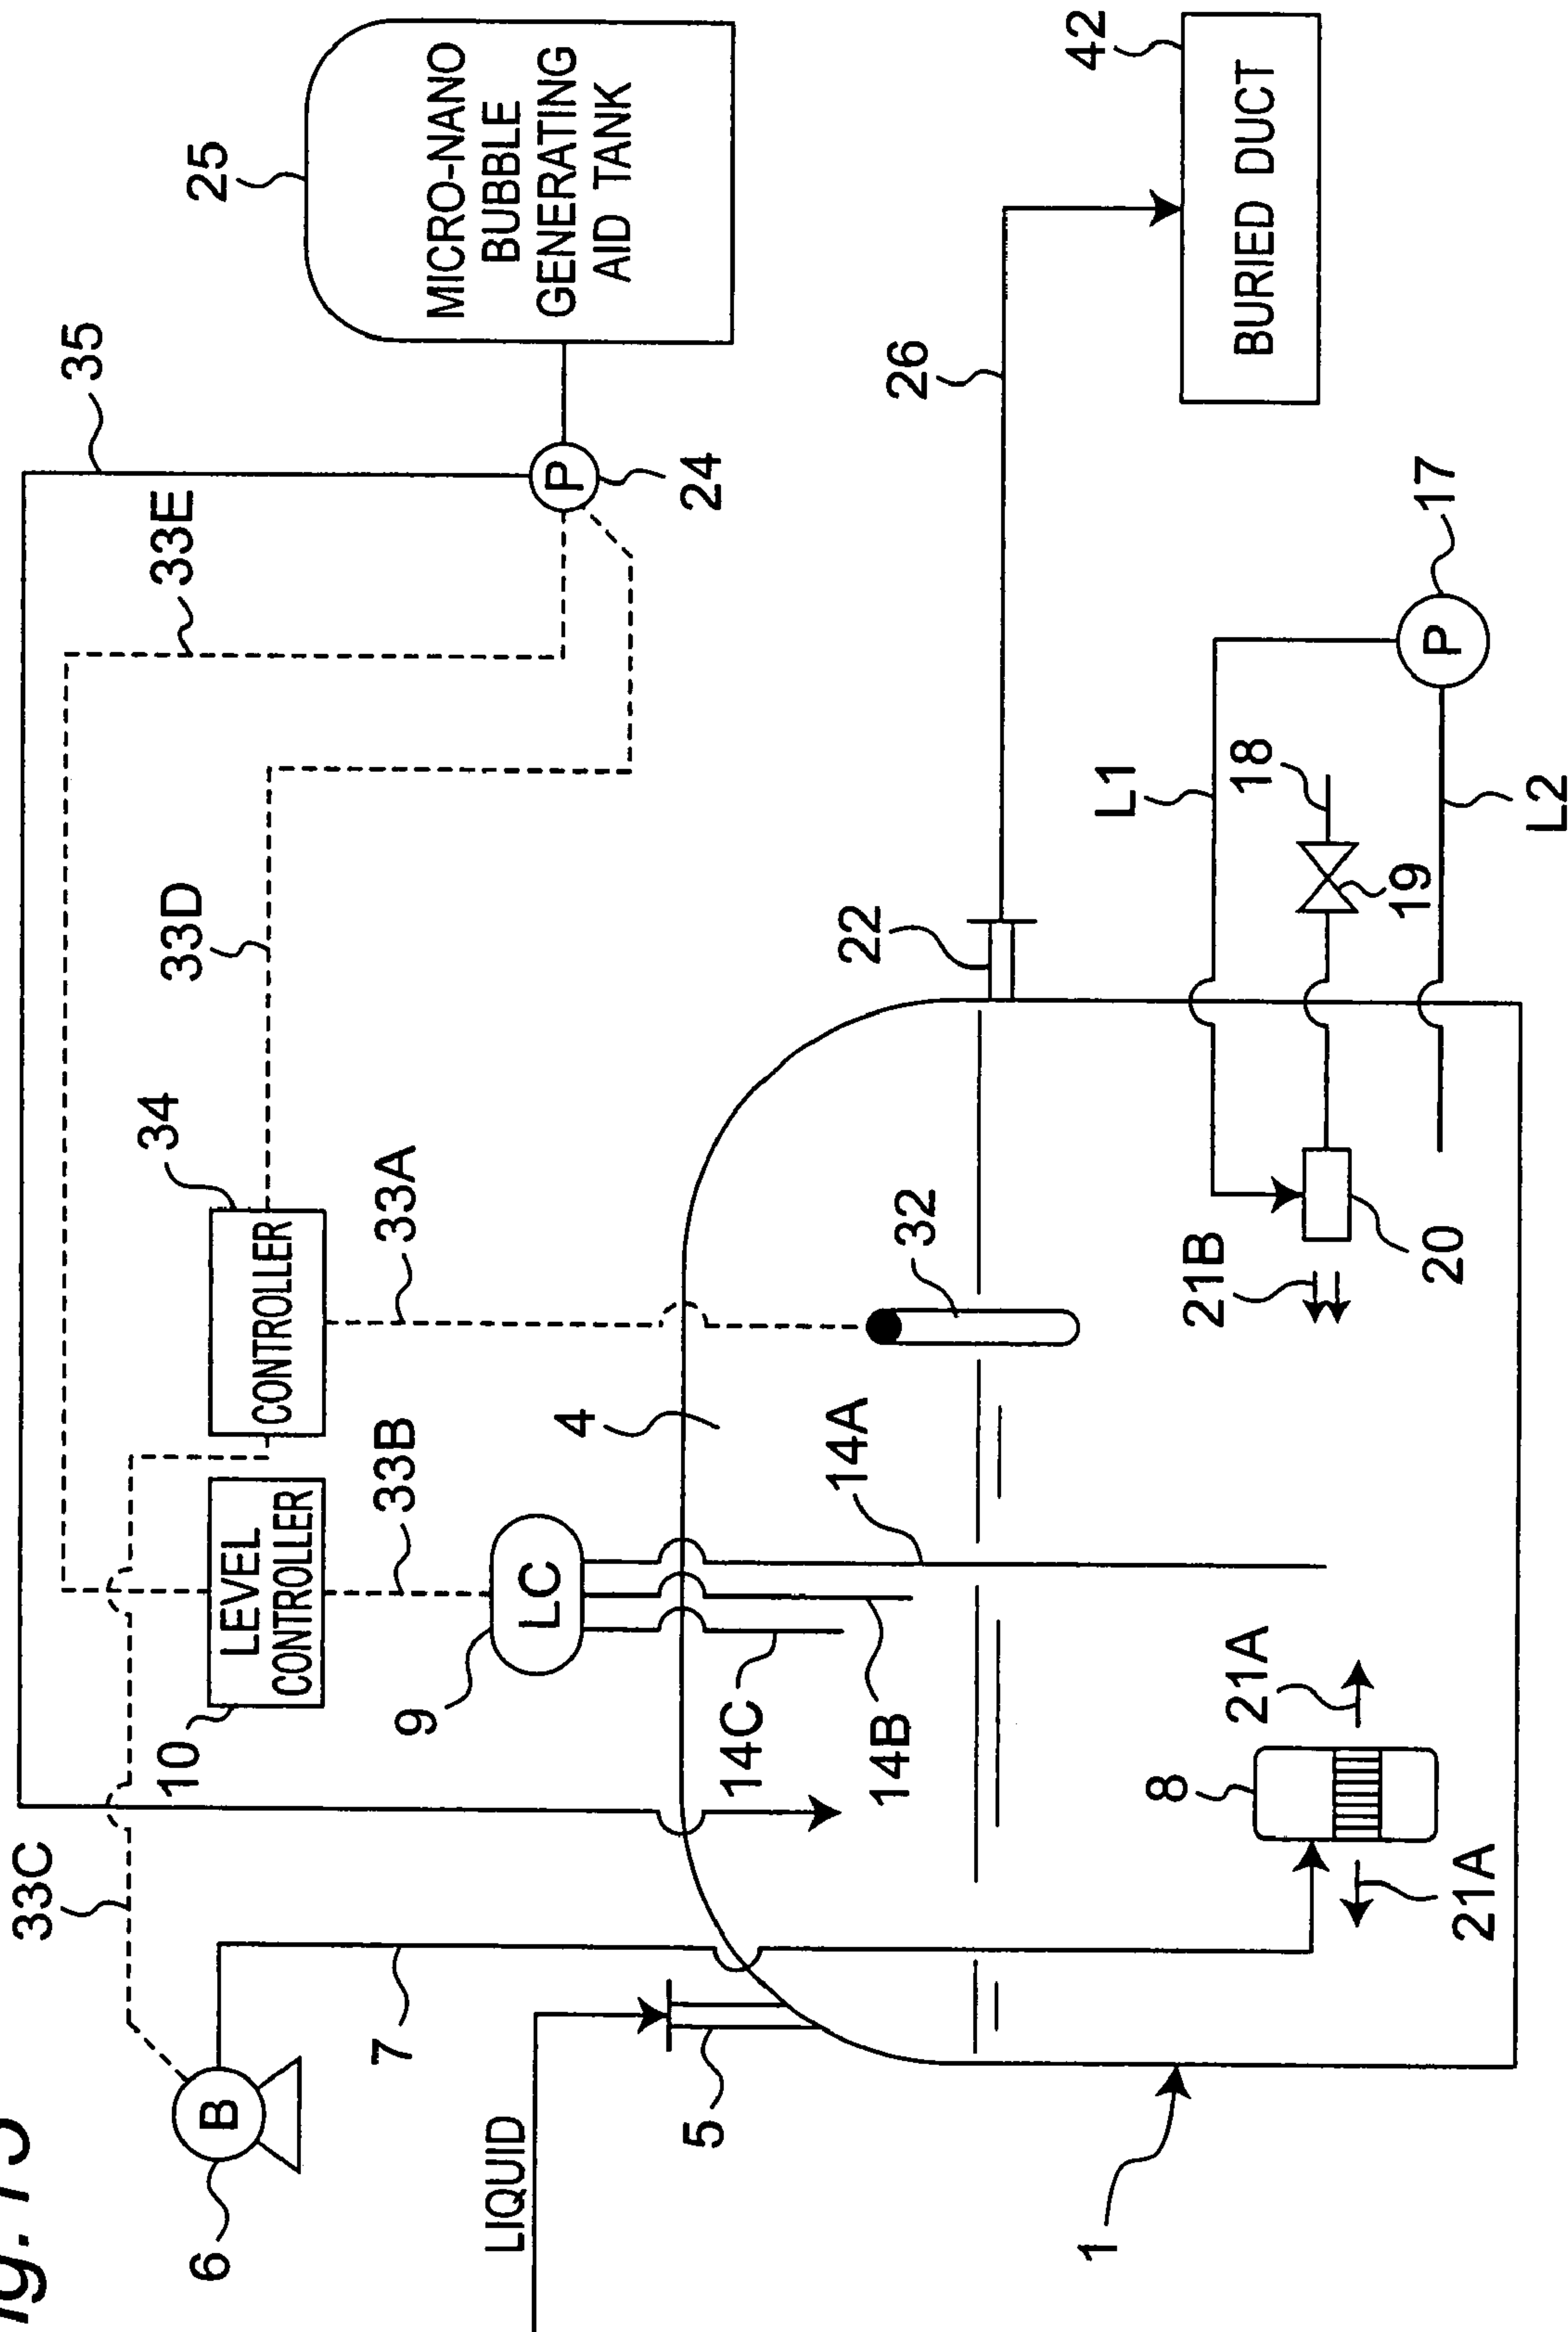 33C
33E
35
10
34
33D
25
6
33B
33A
MICRO-NANO
BUBBLE
GENERATING
AID TANK
LEVEL
CONTROLLER
CONTROLLER
B
7
9
LC
P
24
LIQUID
5
4
14C
14B
14A
32
22
26
42
1
8
21A
21A
21B
20
L1
18
19
BURIED DUCT
P
17
L2